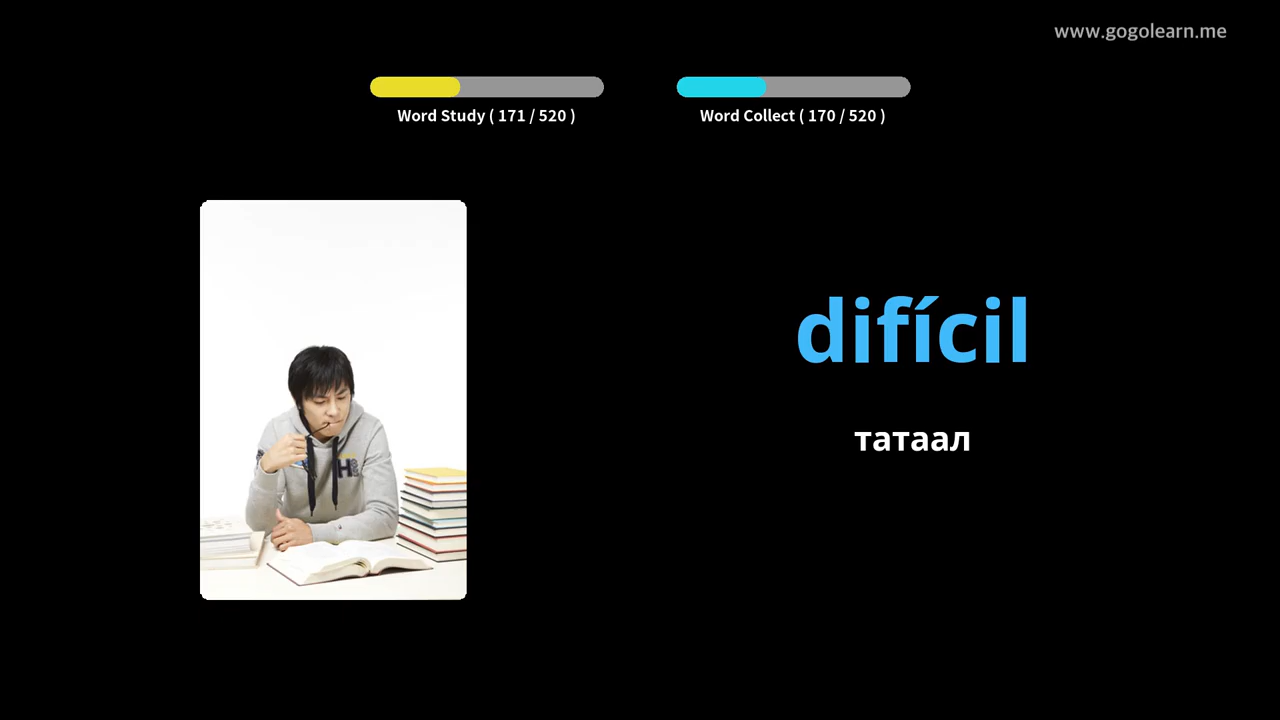 www.gogolearn.me
Word Study ( 171 / 520 )
Word Collect ( 170 / 520 )
difícil
татаал
H